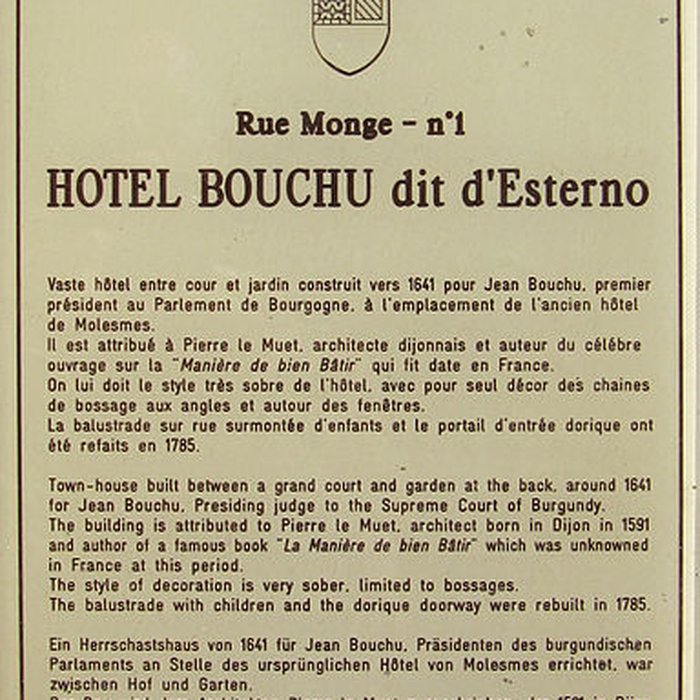 Rue Monge - n°1
HOTEL BOUCHU dit d'Esterno
Vaste hôtel entre cour et jardin construit vers 1641 pour Jean Bouchu, premier
président au Parlement de Bourgogne, à l'emplacement de l'ancien hôtel
de Molesmes.
Il est attribué à Pierre le Muet, architecte dijonnais et auteur du célébre
ouvrage sur la "Manière de bien Bâtir" qui fit date en France.
On lui doit le style très sobre de l'hôtel, avec pour seul décor des chaines
de bossage aux angles et autour des fenêtres.
La balustrade sur rue surmontée d'enfants et le portail d'entrée dorique ont
été refaits en 1785.
Town-house built between a grand court and garden at the back, around 1641
for Jean Bouchu, Presiding judge to the Supreme Court of Burgundy.
The building is attributed to Pierre le Muet, architect born in Dijon in 1591
and author of a famous book "La Manière de bien Bâtir" which was unknowned
in France at this period.
The style of decoration is very sober, limited to bossages.
The balustrade with children and the dorique doorway were rebuilt in 1785.
Ein Herrschastshaus von 1641 für Jean Bouchu, Präsidenten des burgundischen
Parlaments an Stelle des ursprünglichen Hôtel von Molesmes errichtet, war
zwischen Hof und Garten.